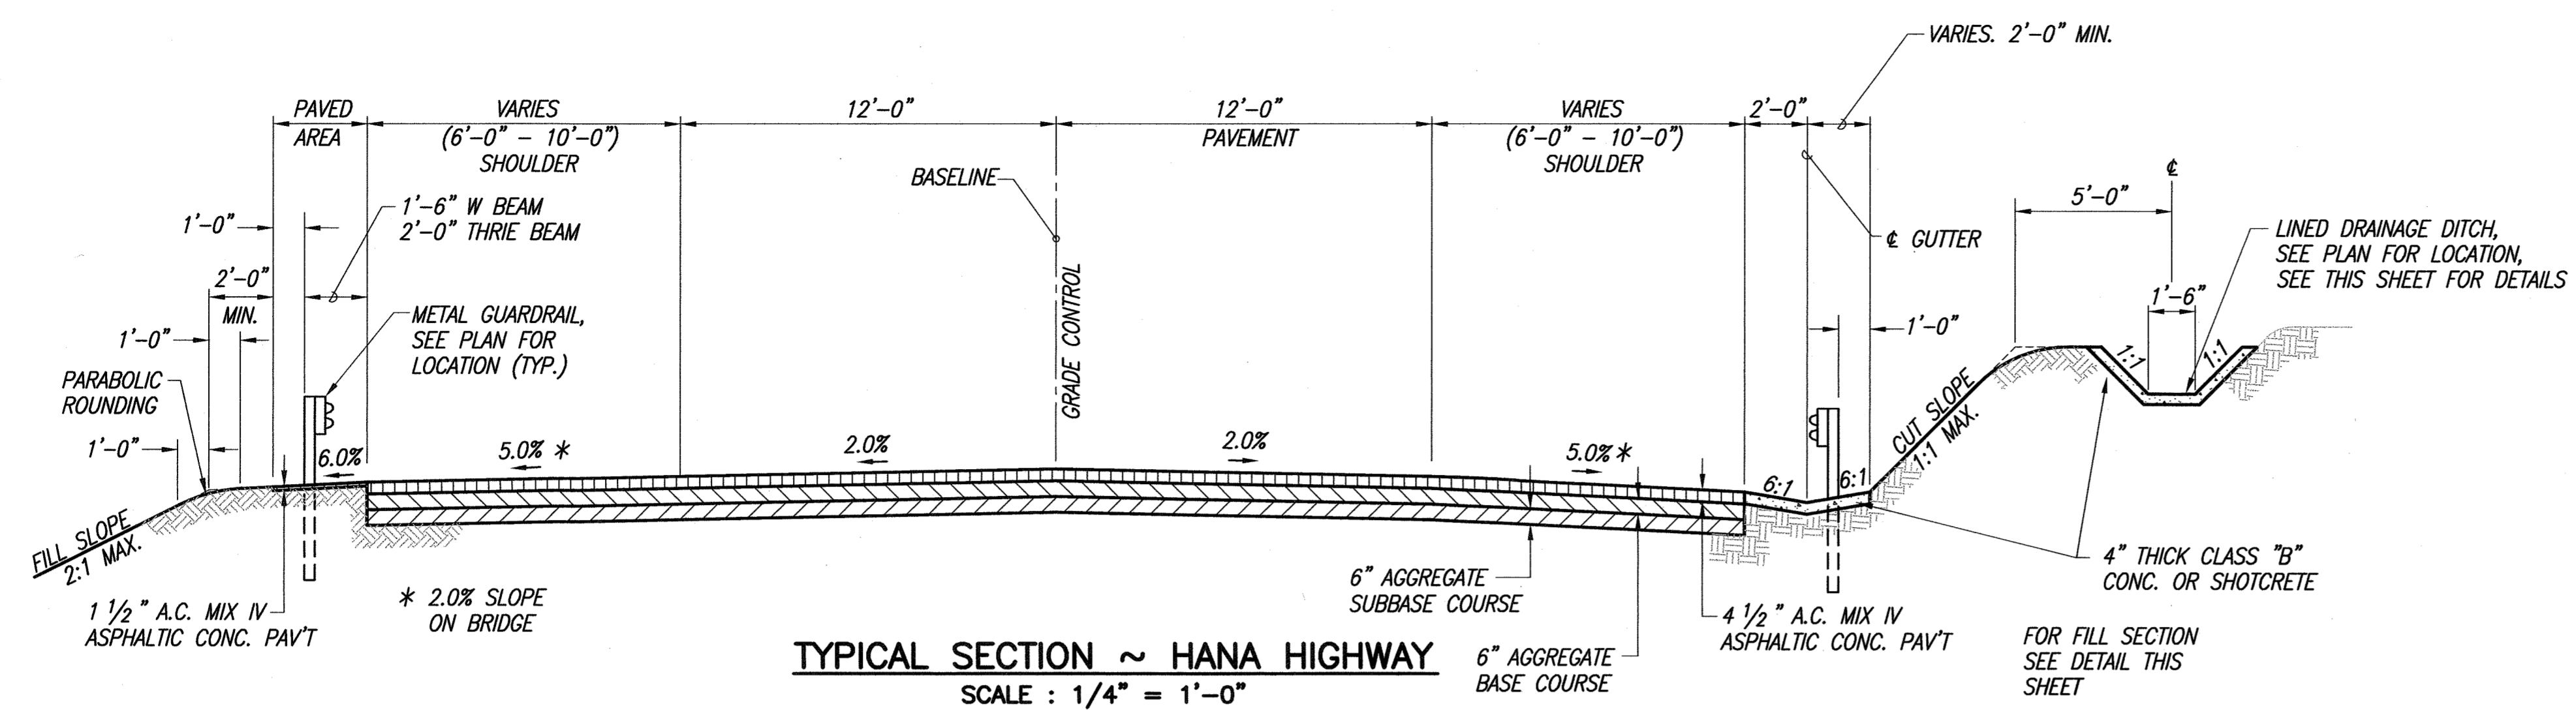 VARIES. 2'-0" MIN.
PAVED
AREA
VARIES
(6'-0" - 10'-0")
SHOULDER
12'-0"
12'-0"
PAVEMENT
VARIES
(6'-0" - 10'-0")
SHOULDER
2'-0"
BASELINE
GRADE CONTROL
℄
5'-0"
℄ GUTTER
LINED DRAINAGE DITCH,
SEE PLAN FOR LOCATION,
SEE THIS SHEET FOR DETAILS
1'-6"
1'-0"
1'-6" W BEAM
2'-0" THRIE BEAM
1'-0"
2'-0"
MIN.
METAL GUARDRAIL,
SEE PLAN FOR
LOCATION (TYP.)
1'-0"
PARABOLIC
ROUNDING
1'-0"
6.0%
5.0% *
2.0%
2.0%
5.0% *
6:1
6:1
CUT SLOPE
1:1 MAX.
1:1
1:1
FILL SLOPE
2:1 MAX.
1 1/2" A.C. MIX IV
ASPHALTIC CONC. PAV'T
* 2.0% SLOPE
ON BRIDGE
6" AGGREGATE
SUBBASE COURSE
6" AGGREGATE
BASE COURSE
4 1/2" A.C. MIX IV
ASPHALTIC CONC. PAV'T
4" THICK CLASS "B"
CONC. OR SHOTCRETE
FOR FILL SECTION
SEE DETAIL THIS
SHEET
TYPICAL SECTION ~ HANA HIGHWAY
SCALE : 1/4" = 1'-0"